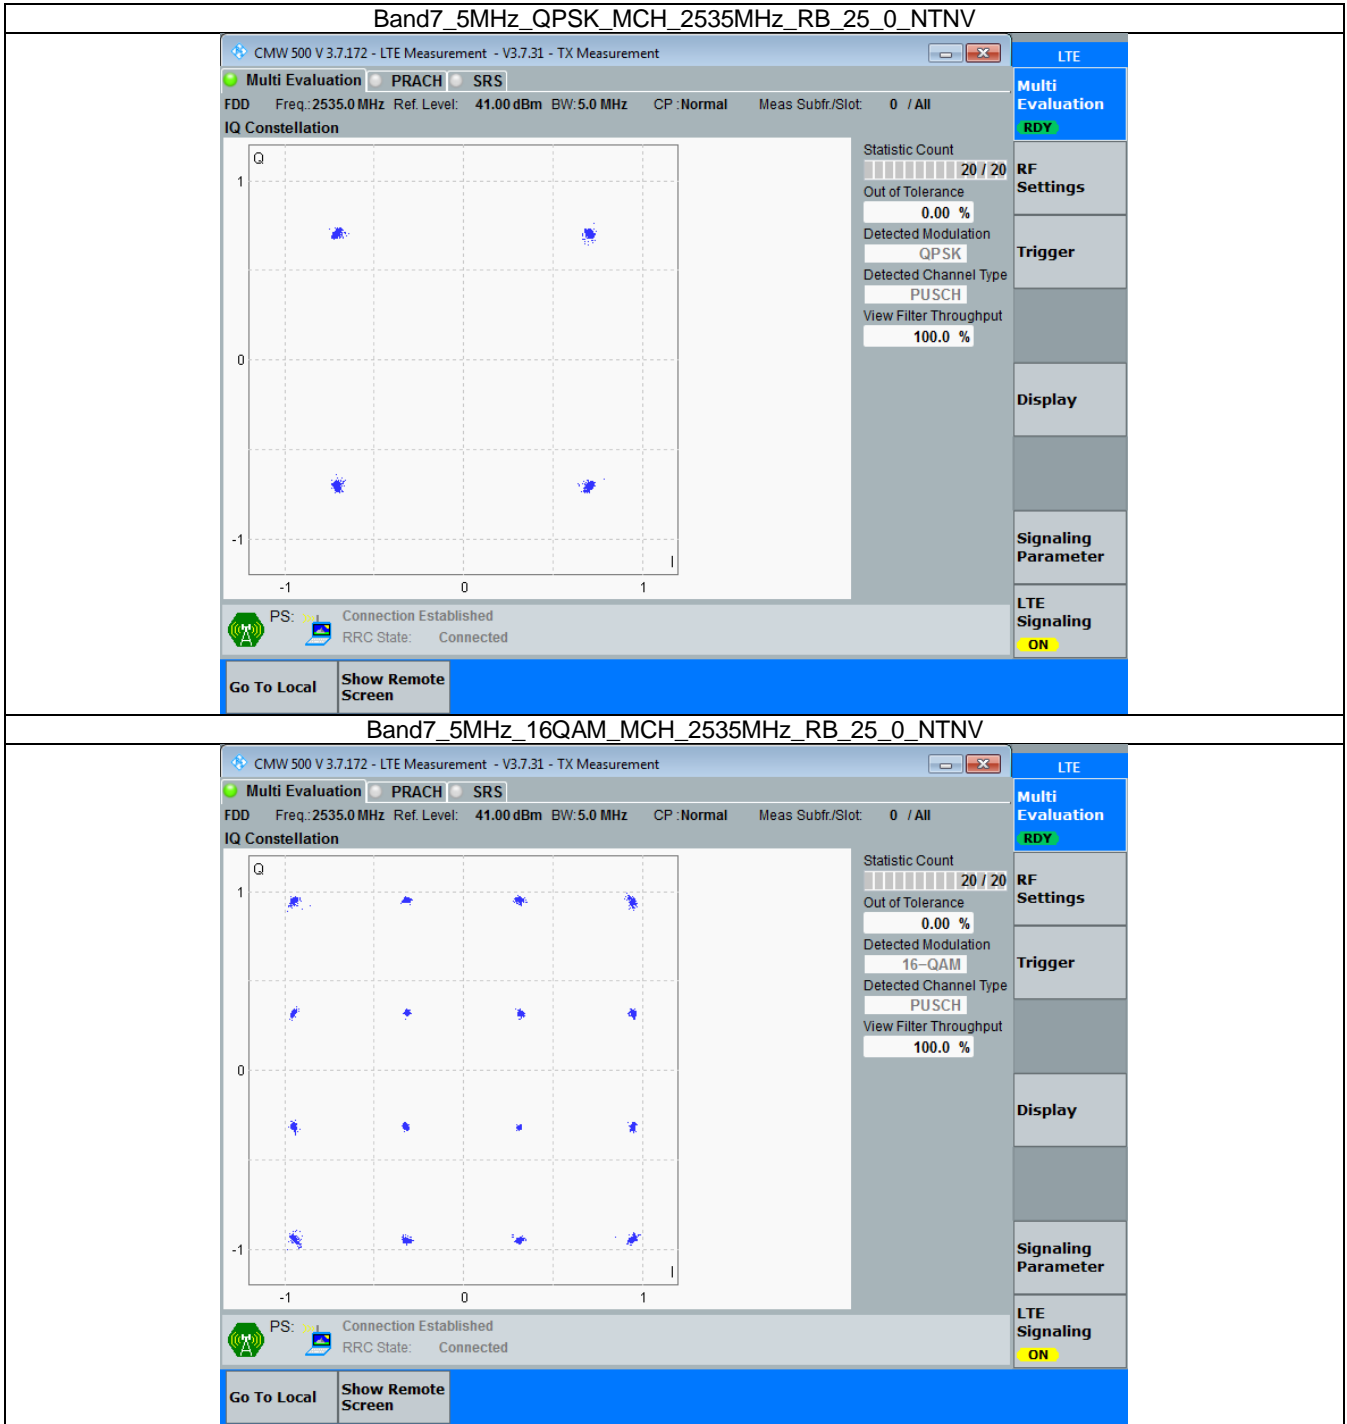 Band7_5MHz_QPSK_MCH_2535MHz_RB_25_0_NTNV
CMW 500 V 3.7.172 - LTE Measurement - V3.7.31 - TX Measurement
LTE
Multi Evaluation PRACH SRS
Multi
Evaluation
RDY
FDD Freq.: 2535.0 MHz Ref. Level: 41.00 dBm BW: 5.0 MHz CP : Normal Meas Subfr./Slot: 0 / All
IQ Constellation
Q
1
0
-1
-1 0 1
I
Statistic Count
20 / 20
Out of Tolerance
0.00 %
Detected Modulation
QPSK
Detected Channel Type
PUSCH
View Filter Throughput
100.0 %
RF
Settings
Trigger
Display
Signaling
Parameter
LTE
Signaling
ON
PS: Connection Established
RRC State: Connected
Go To Local
Show Remote
Screen
Band7_5MHz_16QAM_MCH_2535MHz_RB_25_0_NTNV
CMW 500 V 3.7.172 - LTE Measurement - V3.7.31 - TX Measurement
LTE
Multi Evaluation PRACH SRS
Multi
Evaluation
RDY
FDD Freq.: 2535.0 MHz Ref. Level: 41.00 dBm BW: 5.0 MHz CP : Normal Meas Subfr./Slot: 0 / All
IQ Constellation
Q
1
0
-1
-1 0 1
I
Statistic Count
20 / 20
Out of Tolerance
0.00 %
Detected Modulation
16-QAM
Detected Channel Type
PUSCH
View Filter Throughput
100.0 %
RF
Settings
Trigger
Display
Signaling
Parameter
LTE
Signaling
ON
PS: Connection Established
RRC State: Connected
Go To Local
Show Remote
Screen